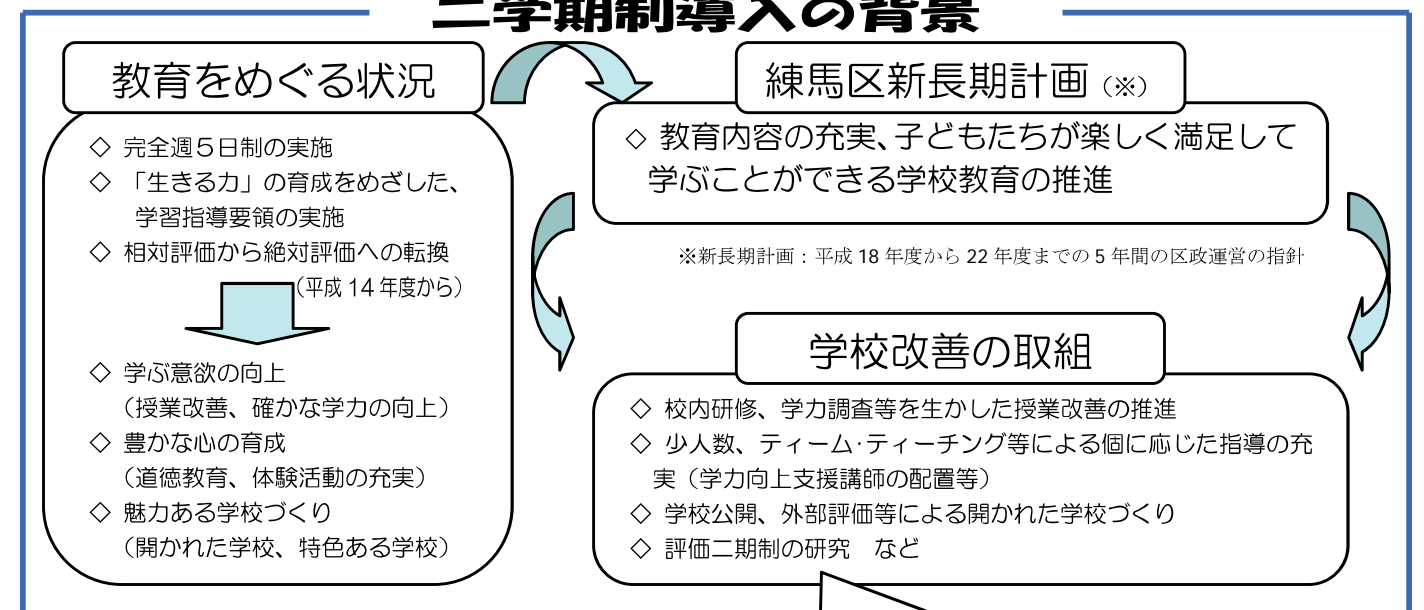 二学期制導入の背景
教育をめぐる状況
◇ 完全週5日制の実施
◇ 「生きる力」の育成をめざした、
学習指導要領の実施
◇ 相対評価から絶対評価への転換
(平成14年度から)
◇ 学ぶ意欲の向上
(授業改善、確かな学力の向上)
◇ 豊かな心の育成
(道徳教育、体験活動の充実)
◇ 魅力ある学校づくり
(開かれた学校、特色ある学校)
練馬区新長期計画(※)
◇ 教育内容の充実、子どもたちが楽しく満足して
学ぶことができる学校教育の推進
※新長期計画:平成18年度から22年度までの5年間の区政運営の指針
学校改善の取組
◇ 校内研修、学力調査等を生かした授業改善の推進
◇ 少人数、ティーム・ティーチング等による個に応じた指導の充
実(学力向上支援講師の配置等)
◇ 学校公開、外部評価等による開かれた学校づくり
◇ 評価二期制の研究 など